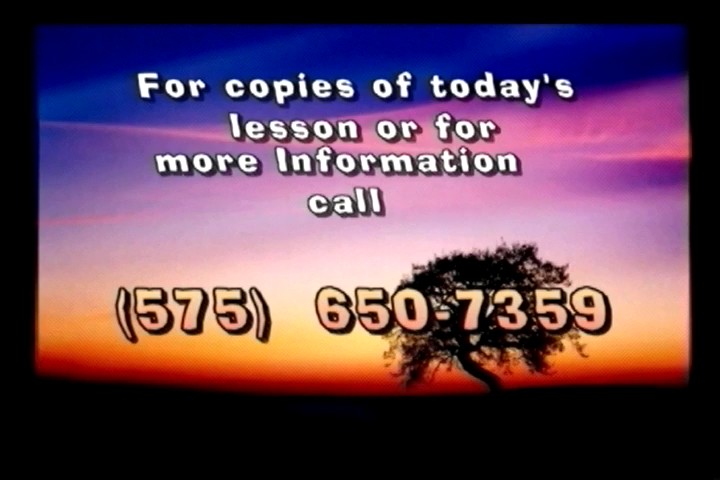 For copies of today's
lesson or for
more Information
call
(575) 650-7359